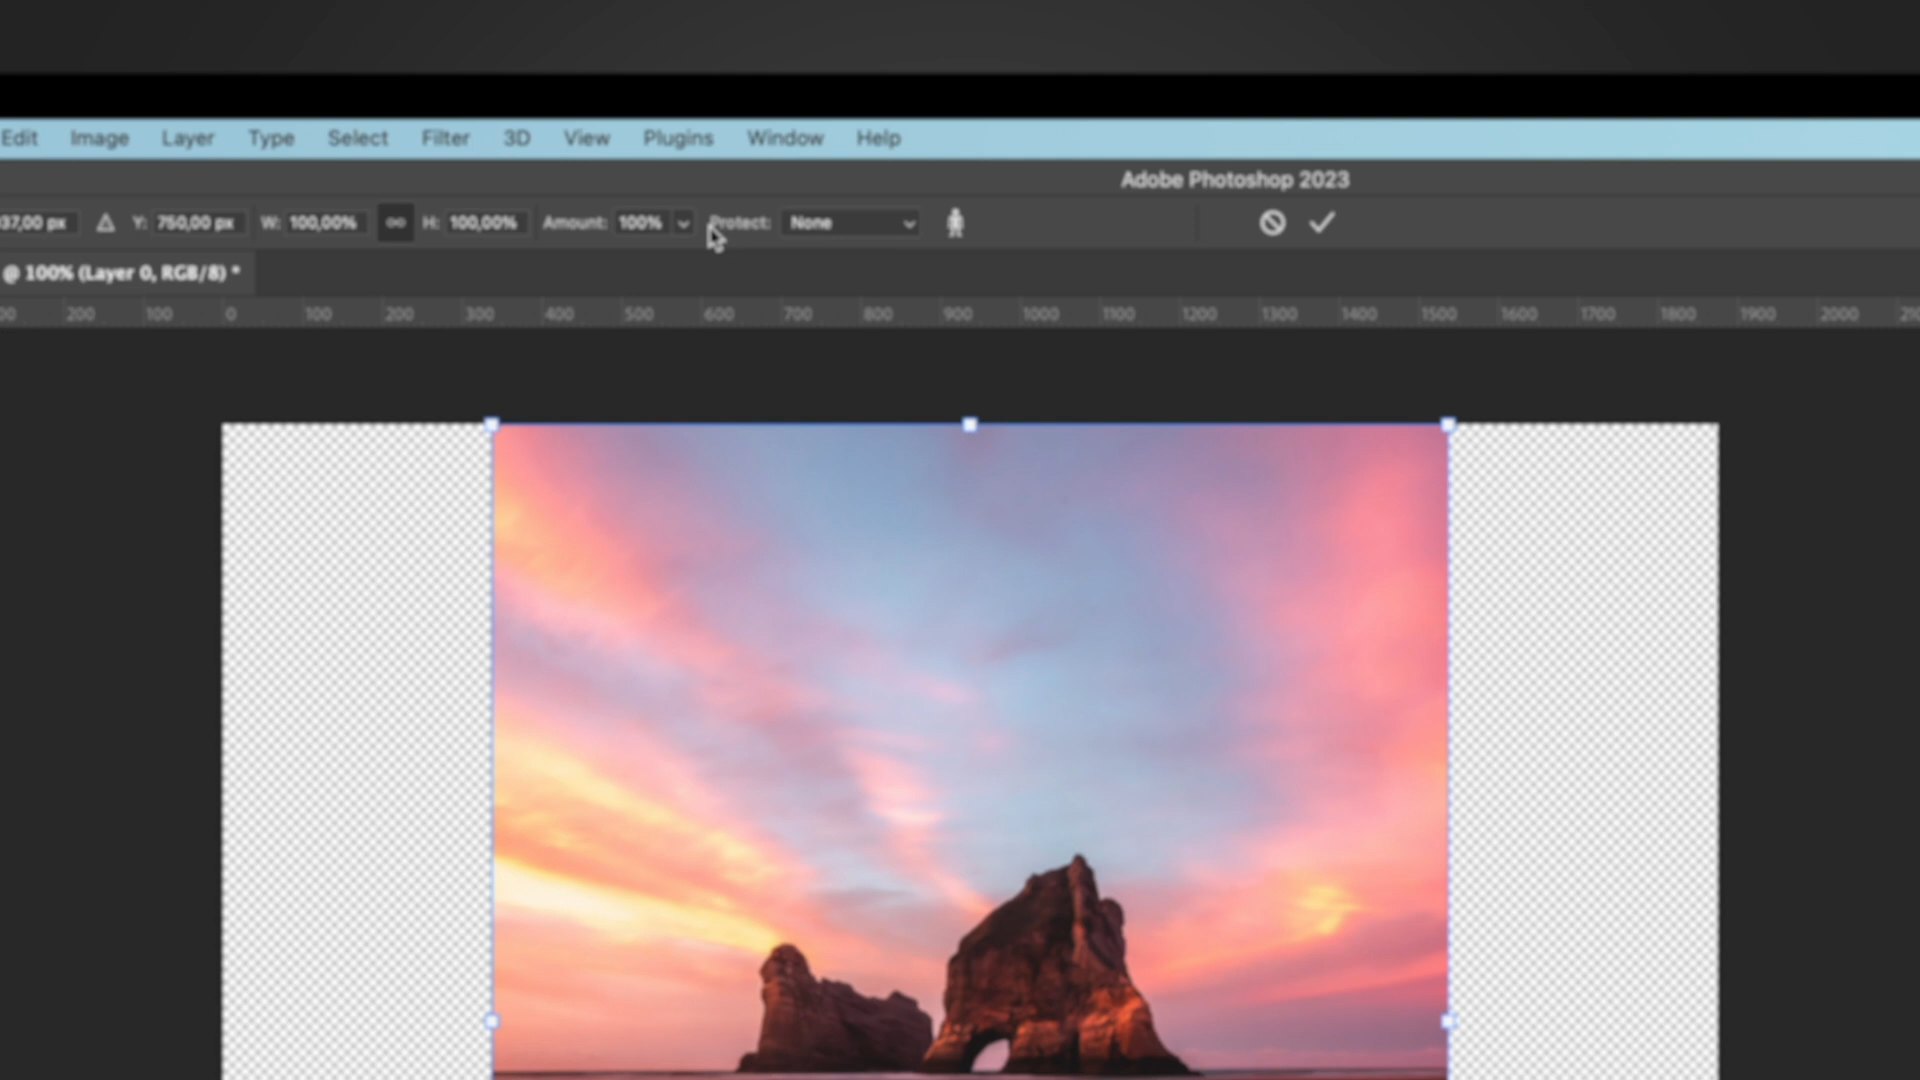 Edit Image Layer Type Select Filter 3D View Plugins Window Help
Adobe Photoshop 2023
37,00 px Y: 750,00 px W: 100,00% H: 100,00% Amount: 100% Protect: None
@ 100% (Layer 0, RGB/8) *
00 200 100 0 100 200 300 400 500 600 700 800 900 1000 1100 1200 1300 1400 1500 1600 1700 1800 1900 2000 210